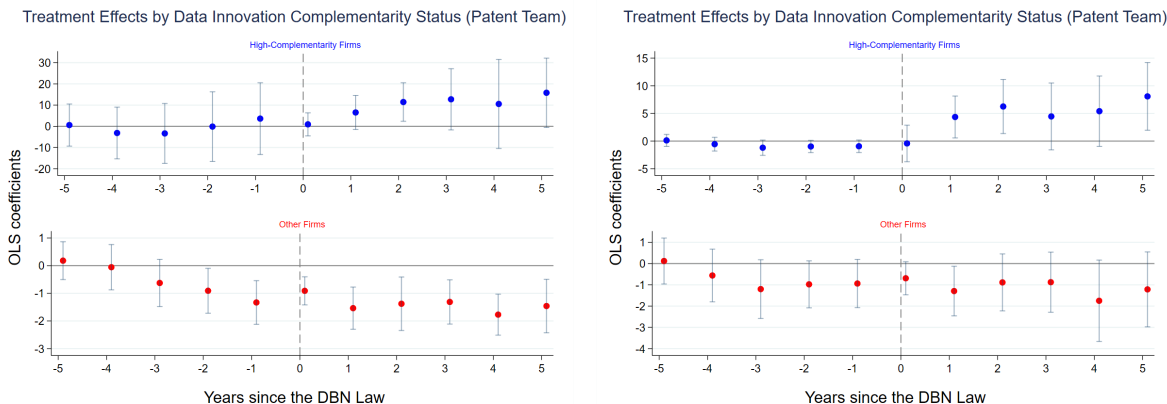 Treatment Effects by Data Innovation Complementarity Status (Patent Team)
High-Complementarity Firms
30
20
10
0
-10
-20
-5 -4 -3 -2 -1 0 1 2 3 4 5
Other Firms
1
0
-1
-2
-3
-5 -4 -3 -2 -1 0 1 2 3 4 5
OLS coefficients
Years since the DBN Law
Treatment Effects by Data Innovation Complementarity Status (Patent Team)
High-Complementarity Firms
15
10
5
0
-5
-5 -4 -3 -2 -1 0 1 2 3 4 5
Other Firms
1
0
-1
-2
-3
-4
-5 -4 -3 -2 -1 0 1 2 3 4 5
OLS coefficients
Years since the DBN Law